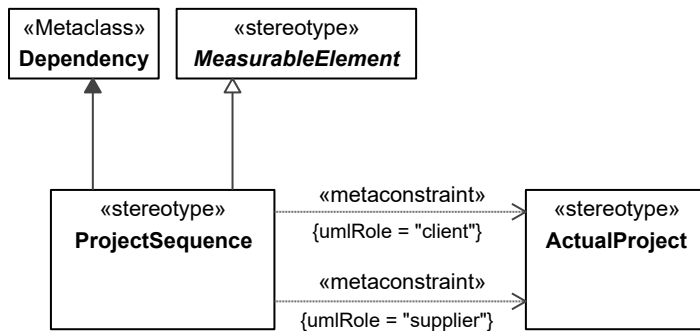 «Metaclass»
Dependency
«stereotype»
MeasurableElement
«stereotype»
ProjectSequence
«metaconstraint»
{umlRole = "client"}
«metaconstraint»
{umlRole = "supplier"}
«stereotype»
ActualProject